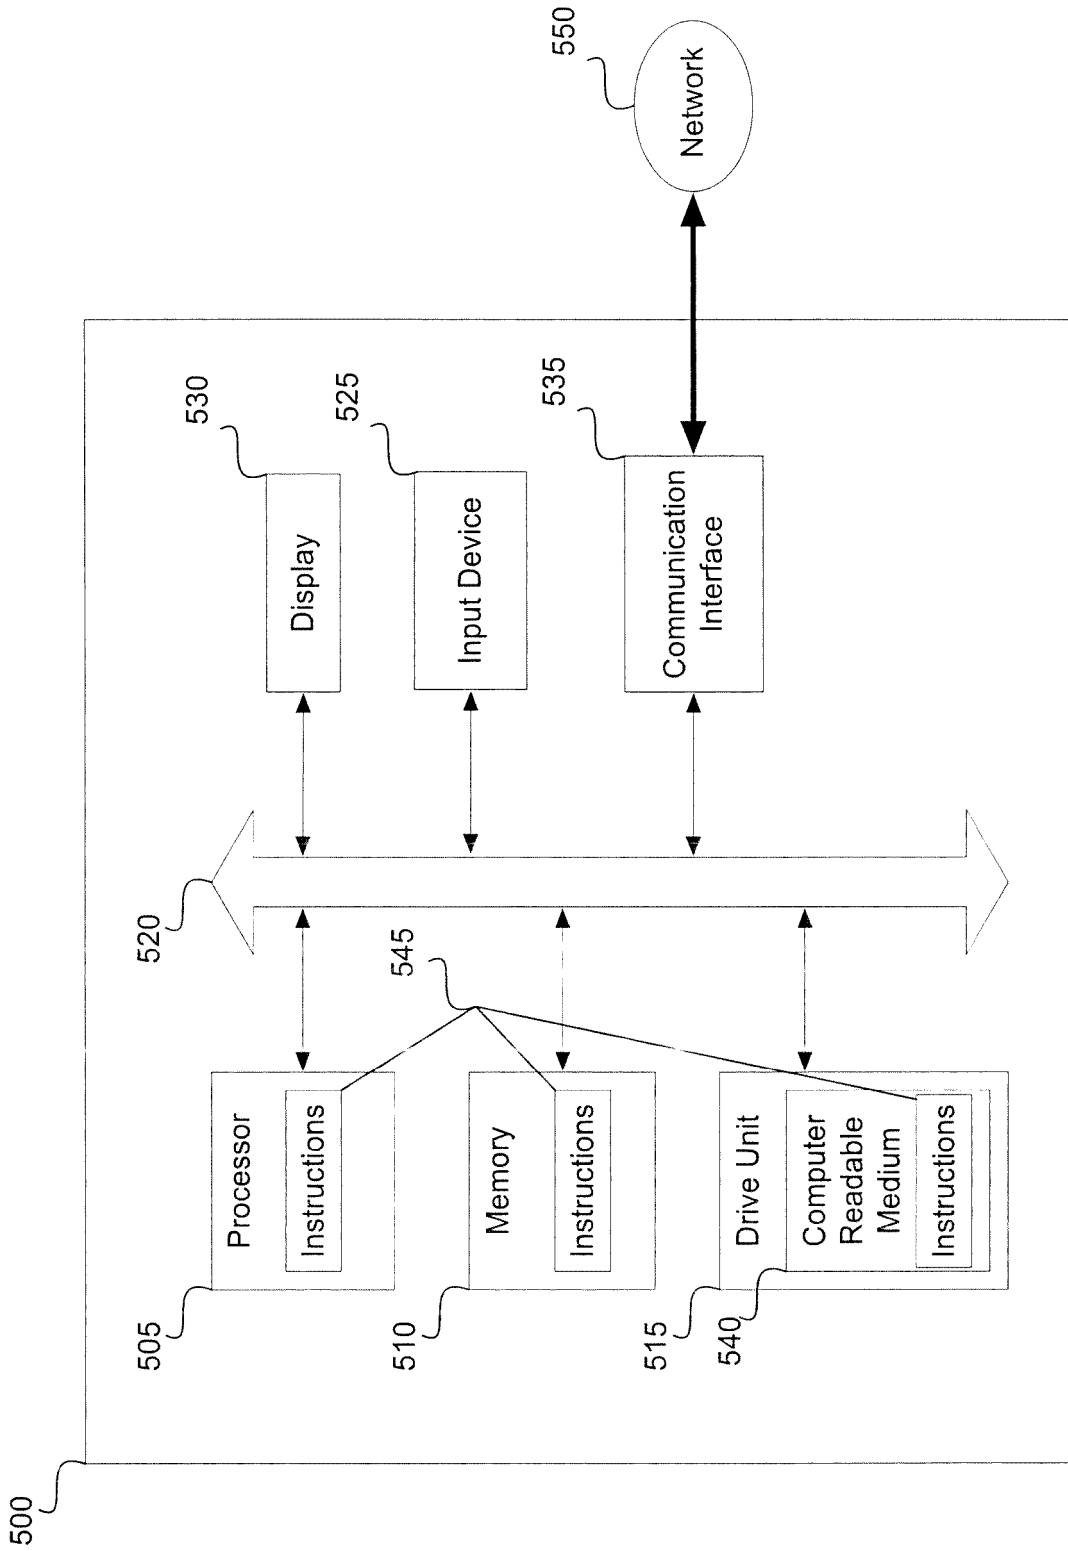 500
505
Processor
Instructions
510
Memory
Instructions
515
540
Drive Unit
Computer
Readable
Medium
Instructions
520
545
530
Display
525
Input Device
535
Communication
Interface
550
Network